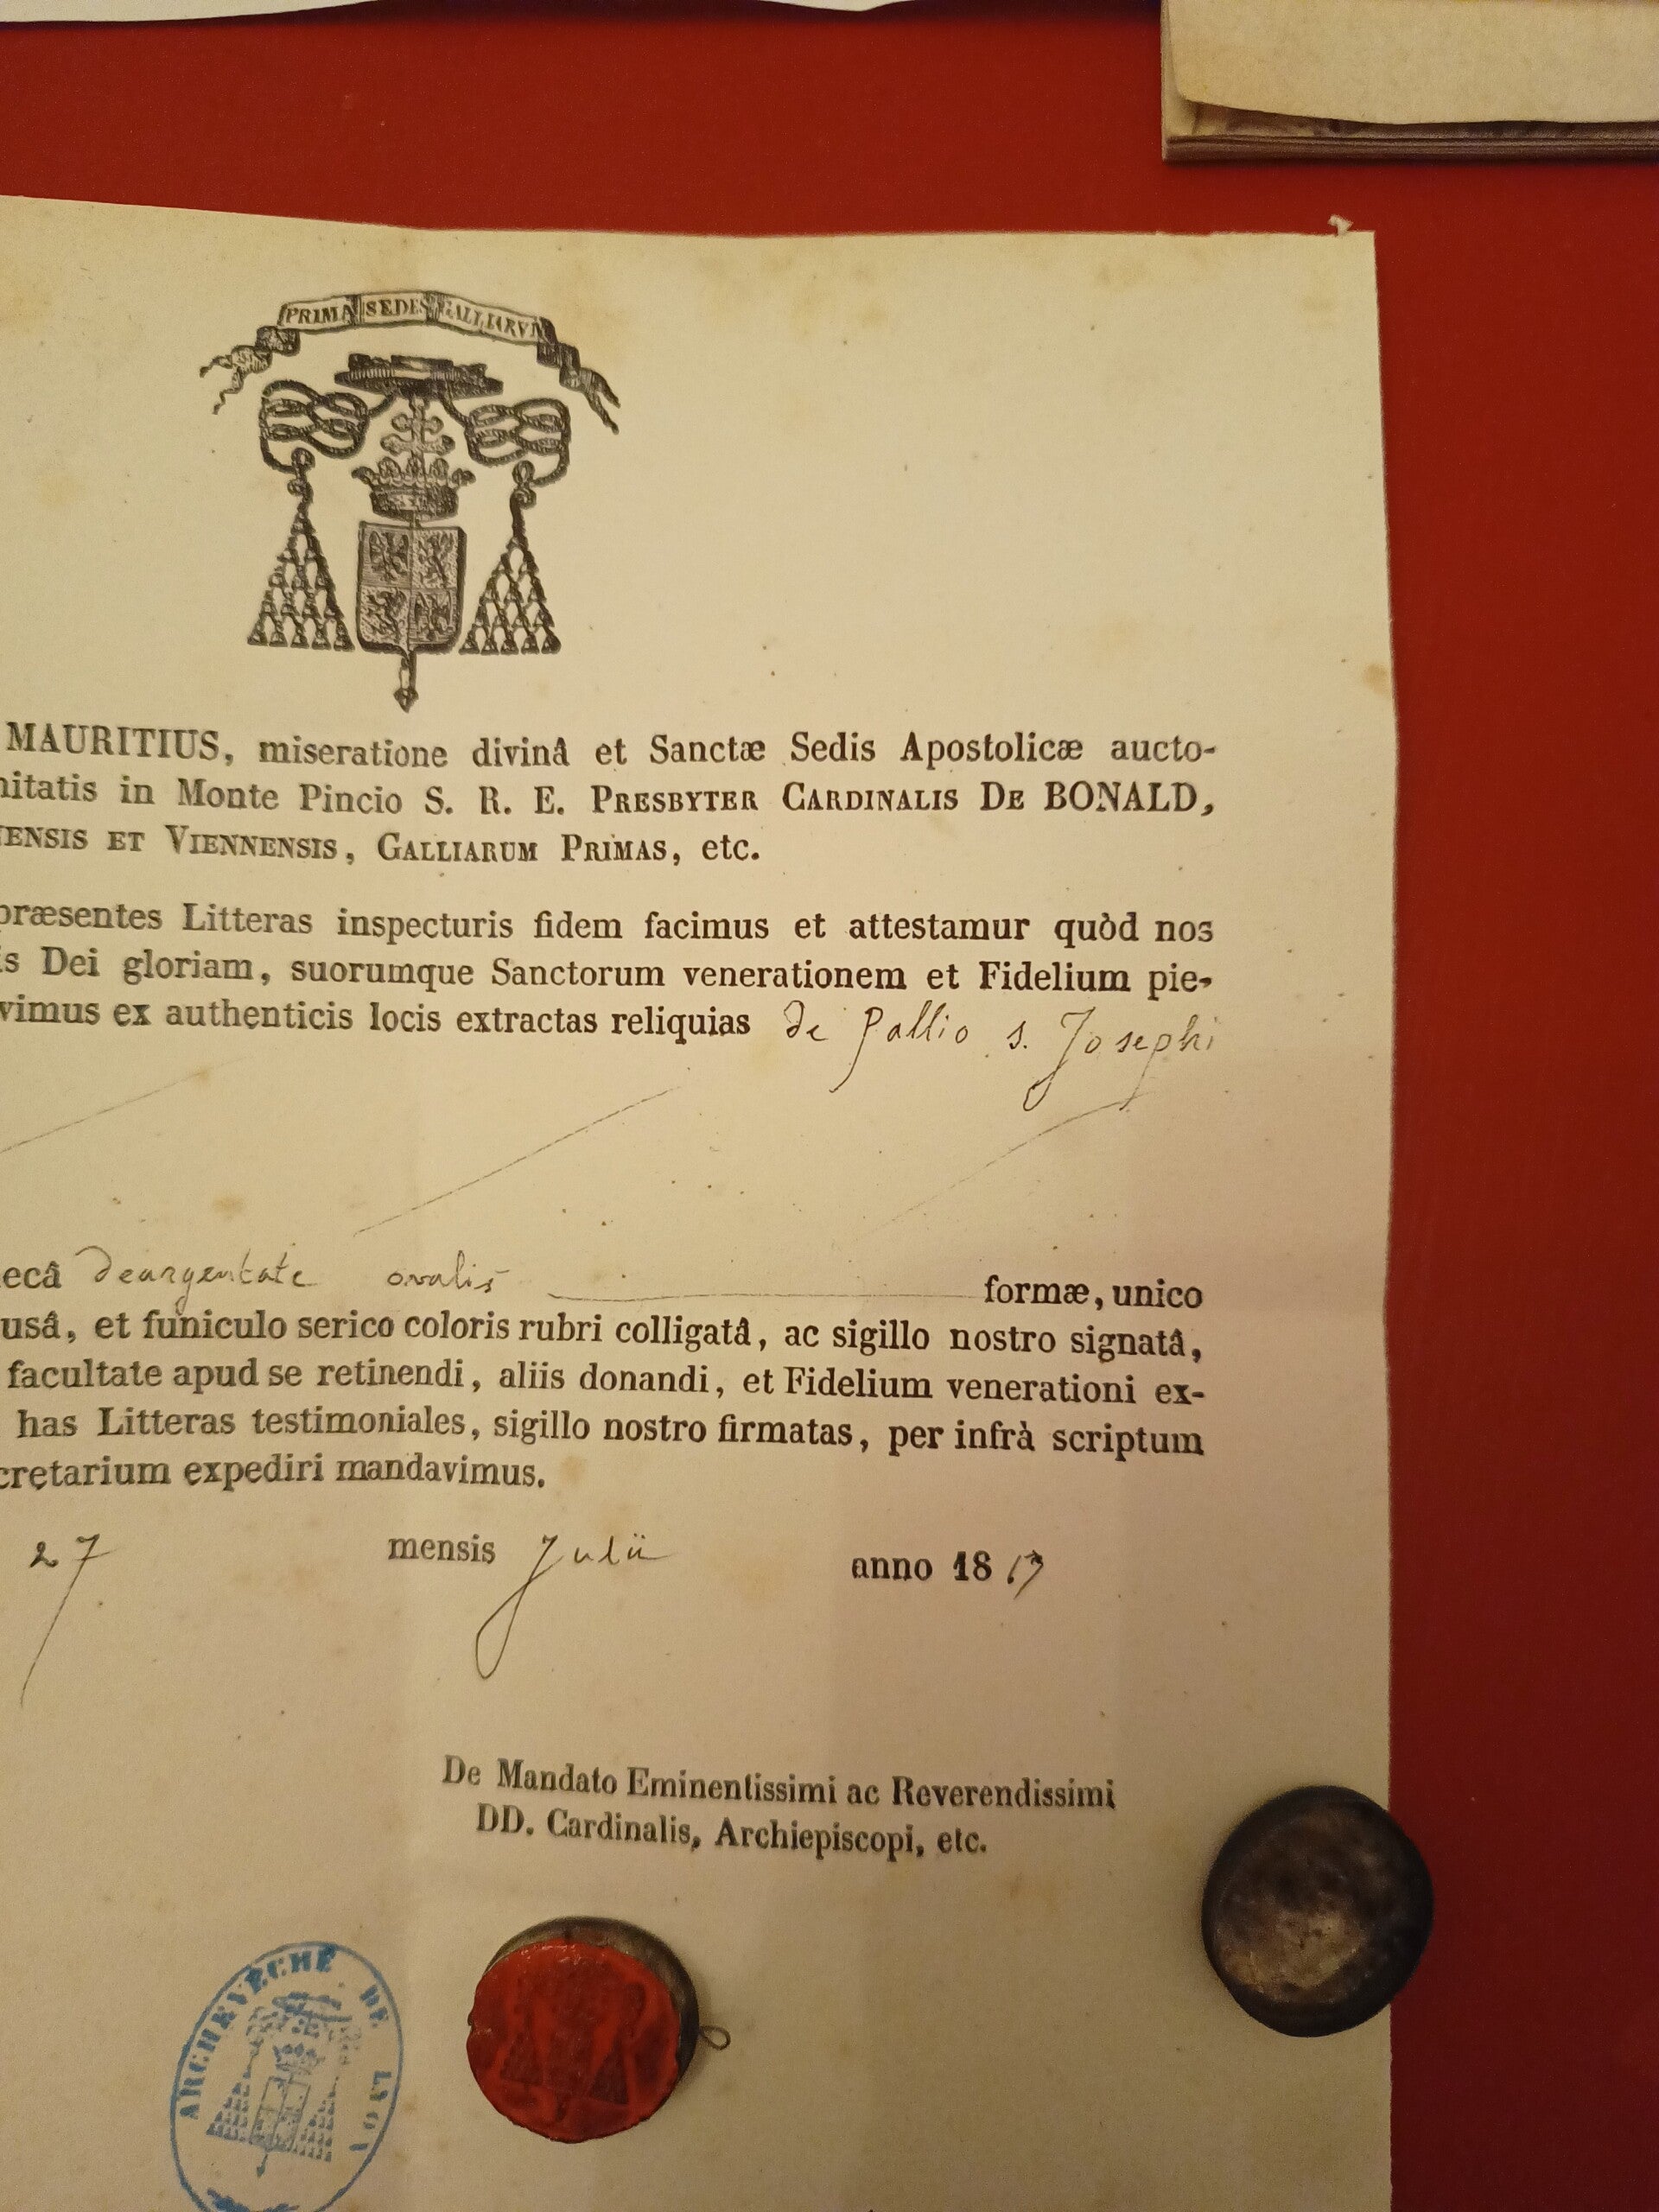 PRIMA SEDES GALLIARVM
MAURITIUS, miseratione divinâ et Sanctæ Sedis Apostolicæ aucto-
nitatis in Monte Pincio S. R. E. PRESBYTER CARDINALIS DE BONALD,
NENSIS ET VIENNENSIS, GALLIARUM PRIMAS, etc.
præsentes Litteras inspecturis fidem facimus et attestamur quòd nos
is Dei gloriam, suorumque Sanctorum venerationem et Fidelium pie-
vimus ex authenticis locis extractas reliquias de Pallio s. Josephi
ecâ deargentate ovalis formæ, unico
usâ, et funiculo serico coloris rubri colligatâ, ac sigillo nostro signatâ,
facultate apud se retinendi, aliis donandi, et Fidelium venerationi ex-
has Litteras testimoniales, sigillo nostro firmatas, per infrà scriptum
cretarium expediri mandavimus.
27 mensis Julii anno 18
De Mandato Eminentissimi ac Reverendissimi
DD. Cardinalis, Archiepiscopi, etc.
ARCHEVÊCHÉ DE LYON